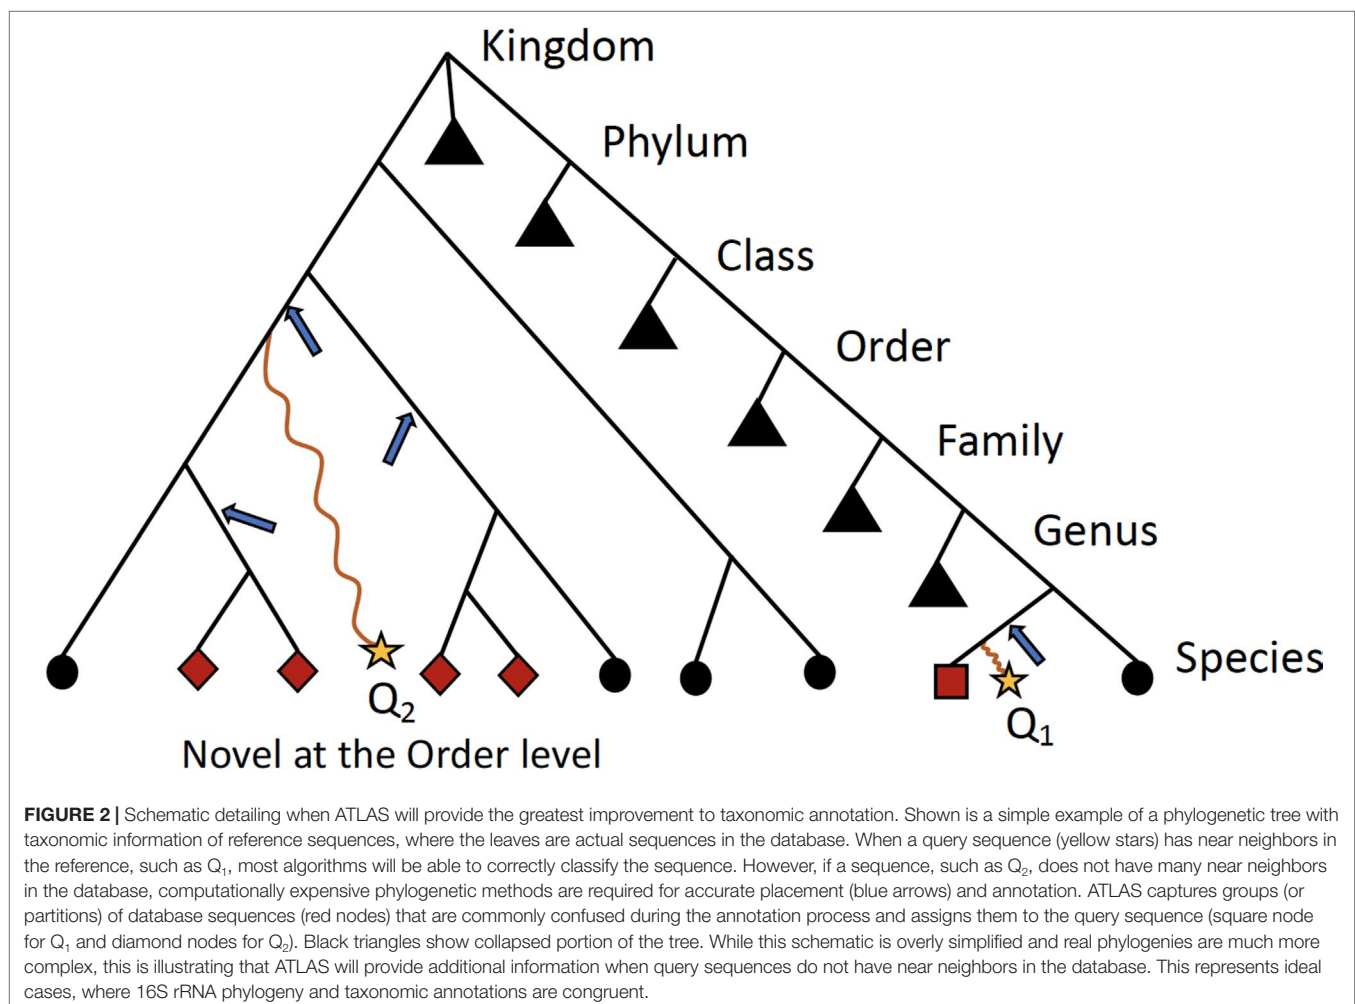 Kingdom
Phylum
Class
Order
Family
Genus
Species
Q₂
Q₁
Novel at the Order level
FIGURE 2 | Schematic detailing when ATLAS will provide the greatest improvement to taxonomic annotation. Shown is a simple example of a phylogenetic tree with
taxonomic information of reference sequences, where the leaves are actual sequences in the database. When a query sequence (yellow stars) has near neighbors in
the reference, such as Q₁, most algorithms will be able to correctly classify the sequence. However, if a sequence, such as Q₂, does not have many near neighbors
in the database, computationally expensive phylogenetic methods are required for accurate placement (blue arrows) and annotation. ATLAS captures groups (or
partitions) of database sequences (red nodes) that are commonly confused during the annotation process and assigns them to the query sequence (square node
for Q₁ and diamond nodes for Q₂). Black triangles show collapsed portion of the tree. While this schematic is overly simplified and real phylogenies are much more
complex, this is illustrating that ATLAS will provide additional information when query sequences do not have near neighbors in the database. This represents ideal
cases, where 16S rRNA phylogeny and taxonomic annotations are congruent.